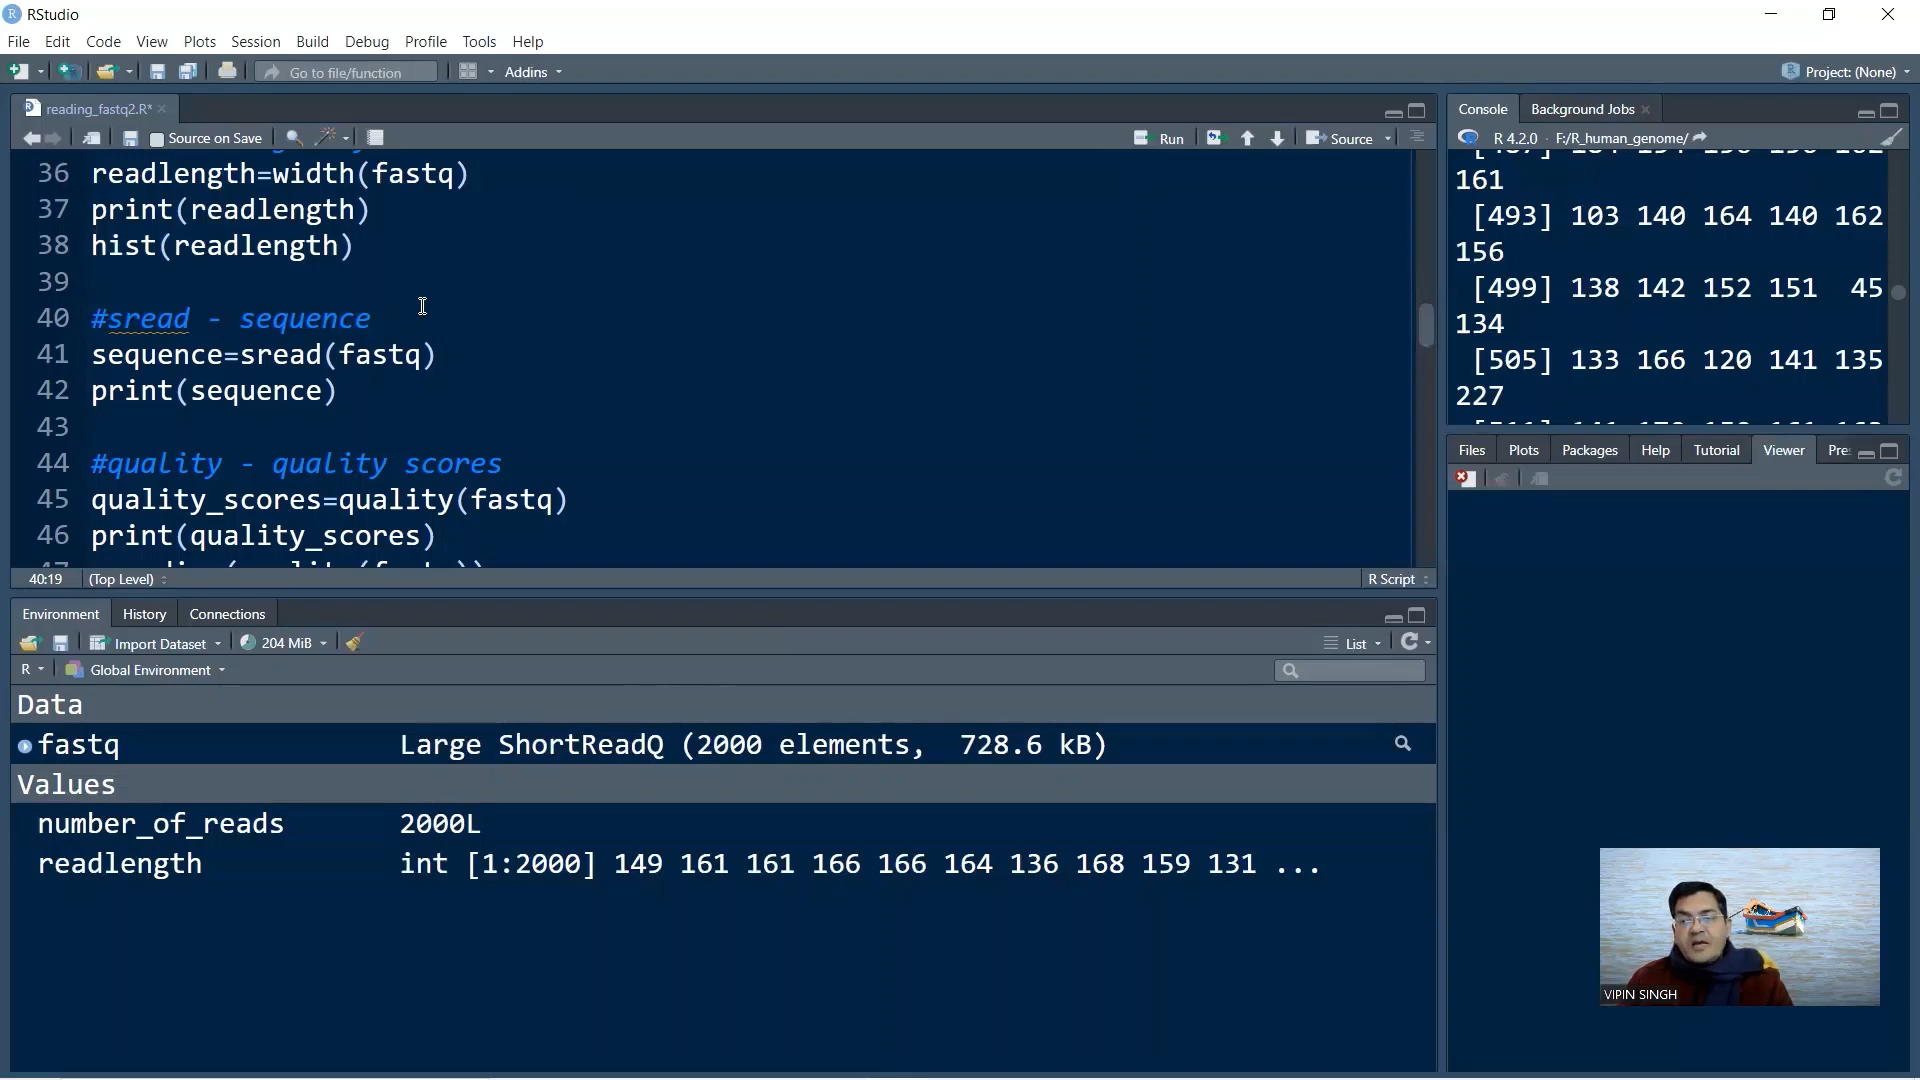 RStudio
File Edit Code View Plots Session Build Debug Profile Tools Help
Go to file/function Addins Project: (None)
reading_fastq2.R*
Source on Save Run Source
36 readlength=width(fastq)
37 print(readlength)
38 hist(readlength)
39
40 #sread - sequence
41 sequence=sread(fastq)
42 print(sequence)
43
44 #quality - quality scores
45 quality_scores=quality(fastq)
46 print(quality_scores)
40:19 (Top Level) R Script
Environment History Connections
Import Dataset 204 MiB List
R Global Environment
Data
fastq Large ShortReadQ (2000 elements, 728.6 kB)
Values
number_of_reads 2000L
readlength int [1:2000] 149 161 161 166 166 164 136 168 159 131 ...
Console Background Jobs
R 4.2.0 · F:/R_human_genome/
161
[493] 103 140 164 140 162
156
[499] 138 142 152 151 45
134
[505] 133 166 120 141 135
227
Files Plots Packages Help Tutorial Viewer Pre
VIPIN SINGH